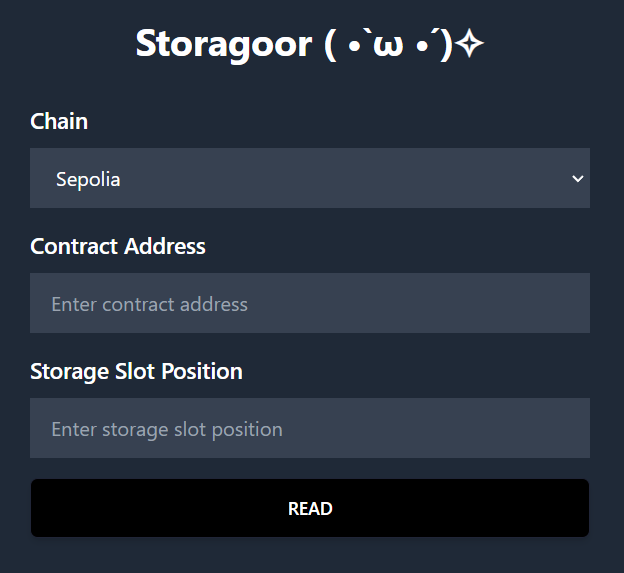 Storagoor ( •̀ω •́ )✧
Chain
Sepolia
Contract Address
Enter contract address
Storage Slot Position
Enter storage slot position
READ